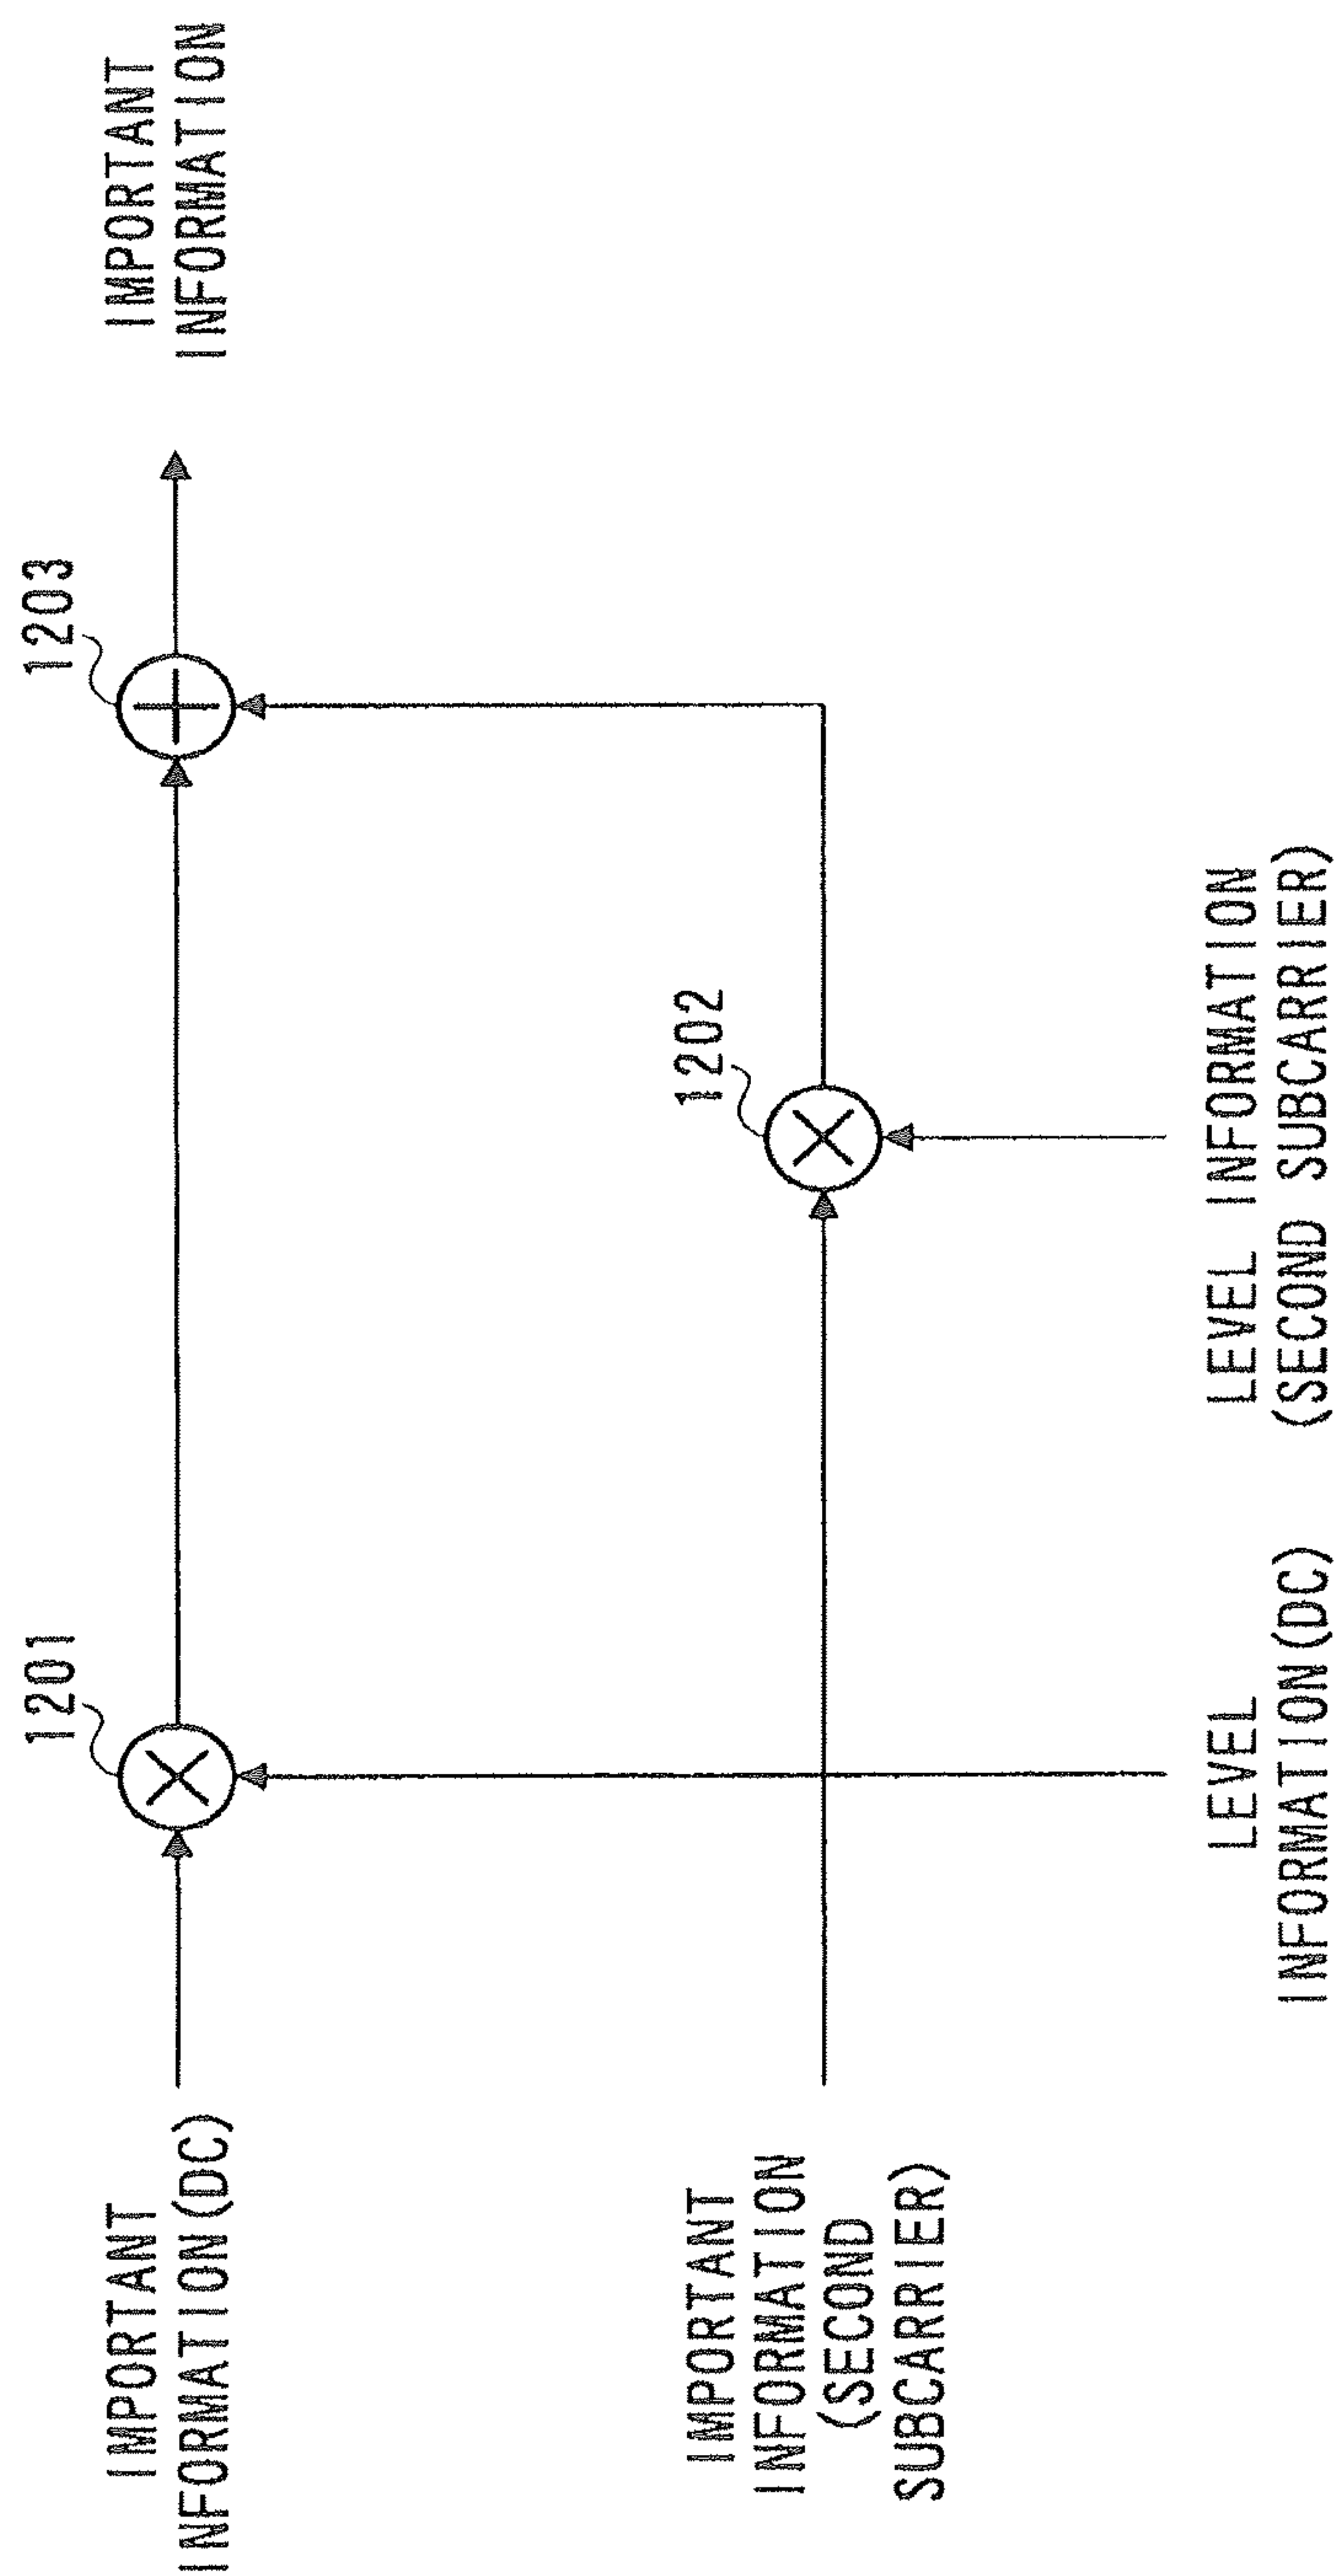 1201
1203
IMPORTANT
INFORMATION(DC)
IMPORTANT
INFORMATION
1202
IMPORTANT
INFORMATION
(SECOND
SUBCARRIER)
LEVEL
INFORMATION(DC)
LEVEL INFORMATION
(SECOND SUBCARRIER)